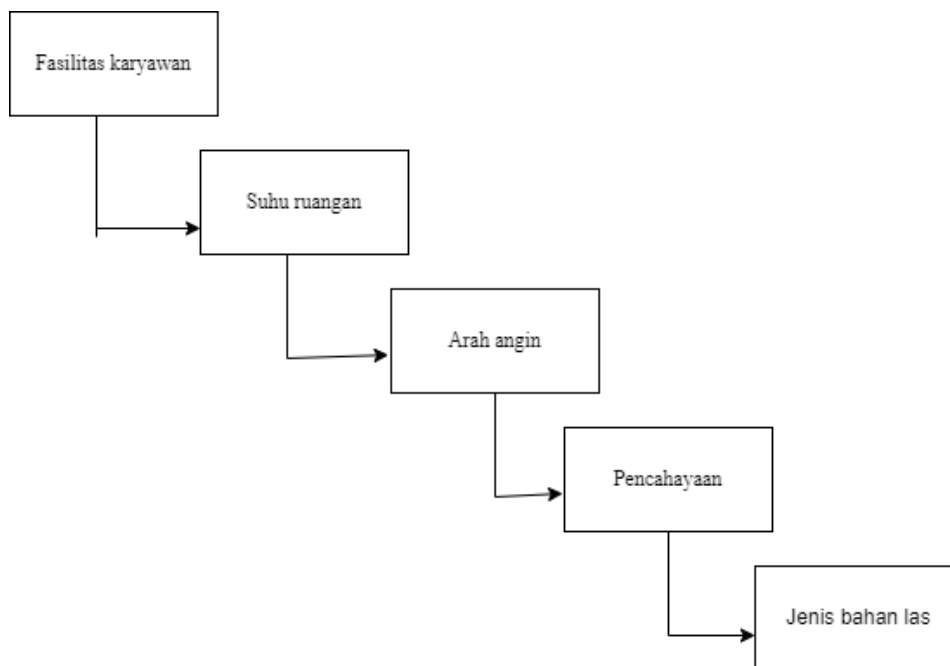 Fasilitas karyawan
Suhu ruangan
Arah angin
Pencahayaan
Jenis bahan las